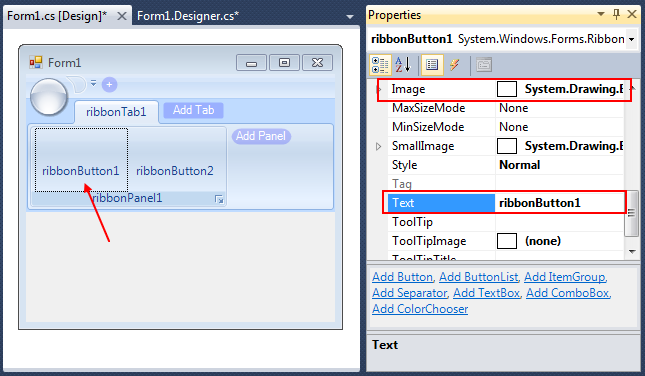 Form1.cs [Design]*
Form1.Designer.cs*
Form1
ribbonTab1
Add Tab
ribbonButton1
ribbonButton2
Add Panel
ribbonPanel1
Properties
ribbonButton1 System.Windows.Forms.Ribbon
Image System.Drawing.B
MaxSizeMode None
MinSizeMode None
SmallImage System.Drawing.B
Style Normal
Tag
Text ribbonButton1
ToolTip
ToolTipImage (none)
ToolTipTitle
Add Button, Add ButtonList, Add ItemGroup,
Add Separator, Add TextBox, Add ComboBox,
Add ColorChooser
Text